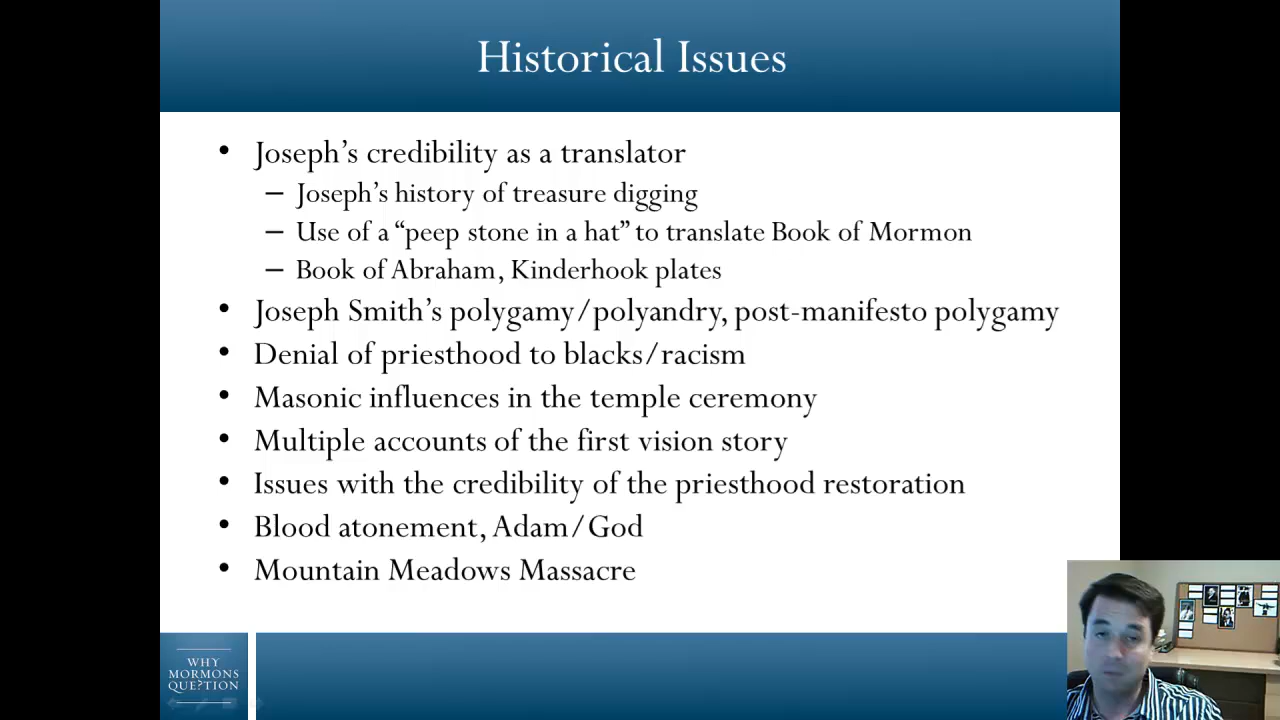 Historical Issues
• Joseph's credibility as a translator
– Joseph's history of treasure digging
– Use of a “peep stone in a hat” to translate Book of Mormon
– Book of Abraham, Kinderhook plates
• Joseph Smith's polygamy/polyandry, post-manifesto polygamy
• Denial of priesthood to blacks/racism
• Masonic influences in the temple ceremony
• Multiple accounts of the first vision story
• Issues with the credibility of the priesthood restoration
• Blood atonement, Adam/God
• Mountain Meadows Massacre
WHY
MORMONS
QUE?TION